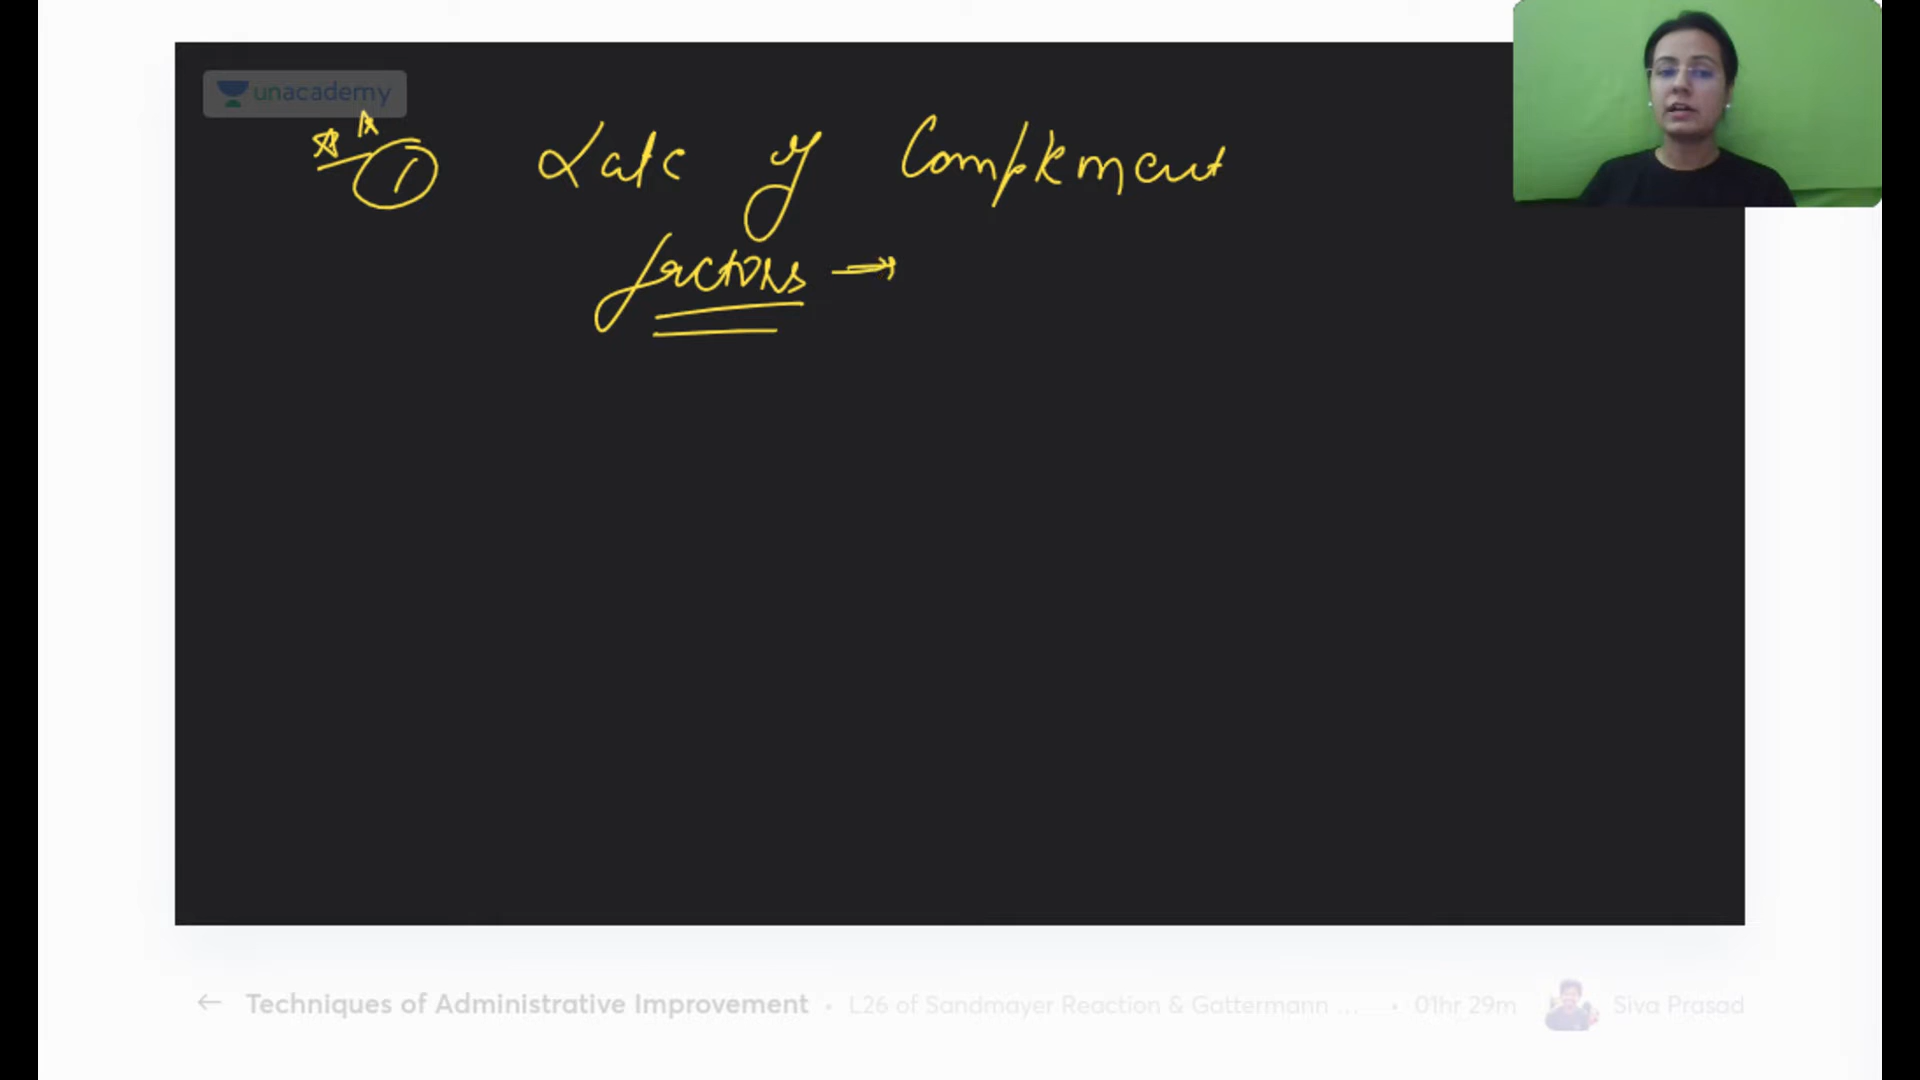 unacademy
① Lack of Complement
factors →
← Techniques of Administrative Improvement • L26 of Sandmayer Reaction & Gattermann ... • 01hr 29m Siva Prasad